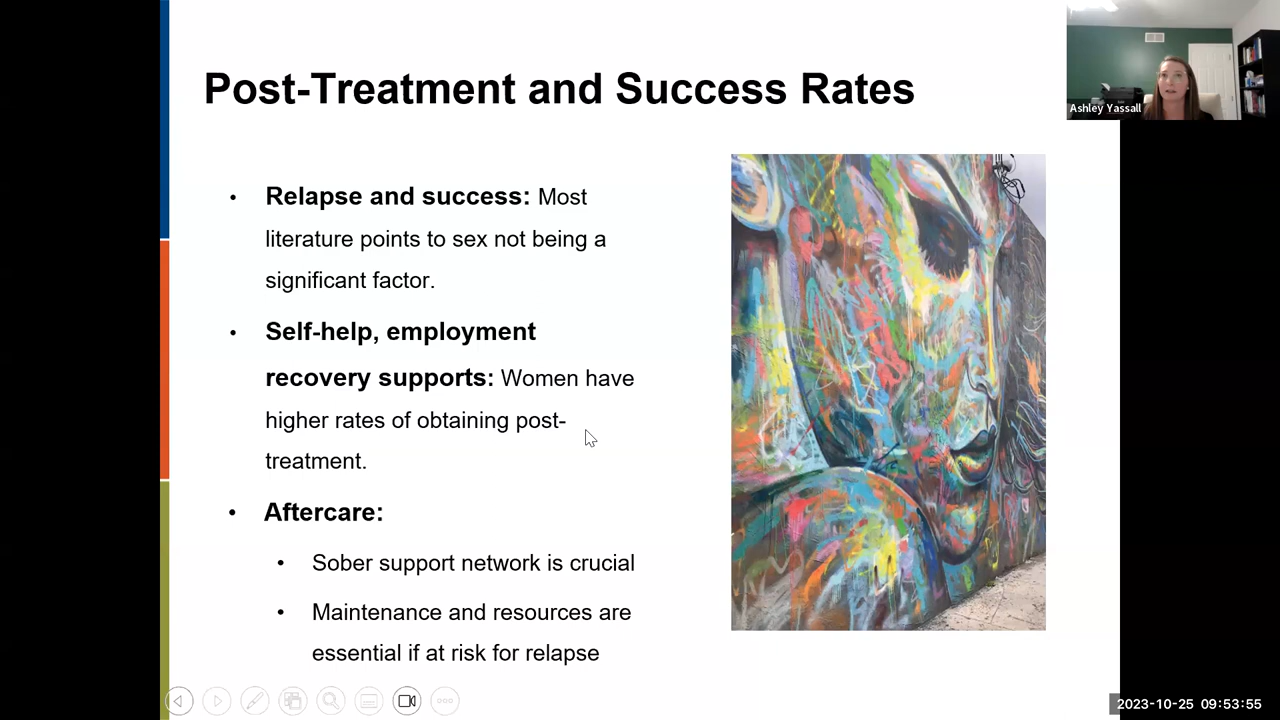 Post-Treatment and Success Rates
Ashley Yassall
• Relapse and success: Most
literature points to sex not being a
significant factor.
• Self-help, employment
recovery supports: Women have
higher rates of obtaining post-
treatment.
• Aftercare:
• Sober support network is crucial
• Maintenance and resources are
essential if at risk for relapse
2023-10-25 09:53:55